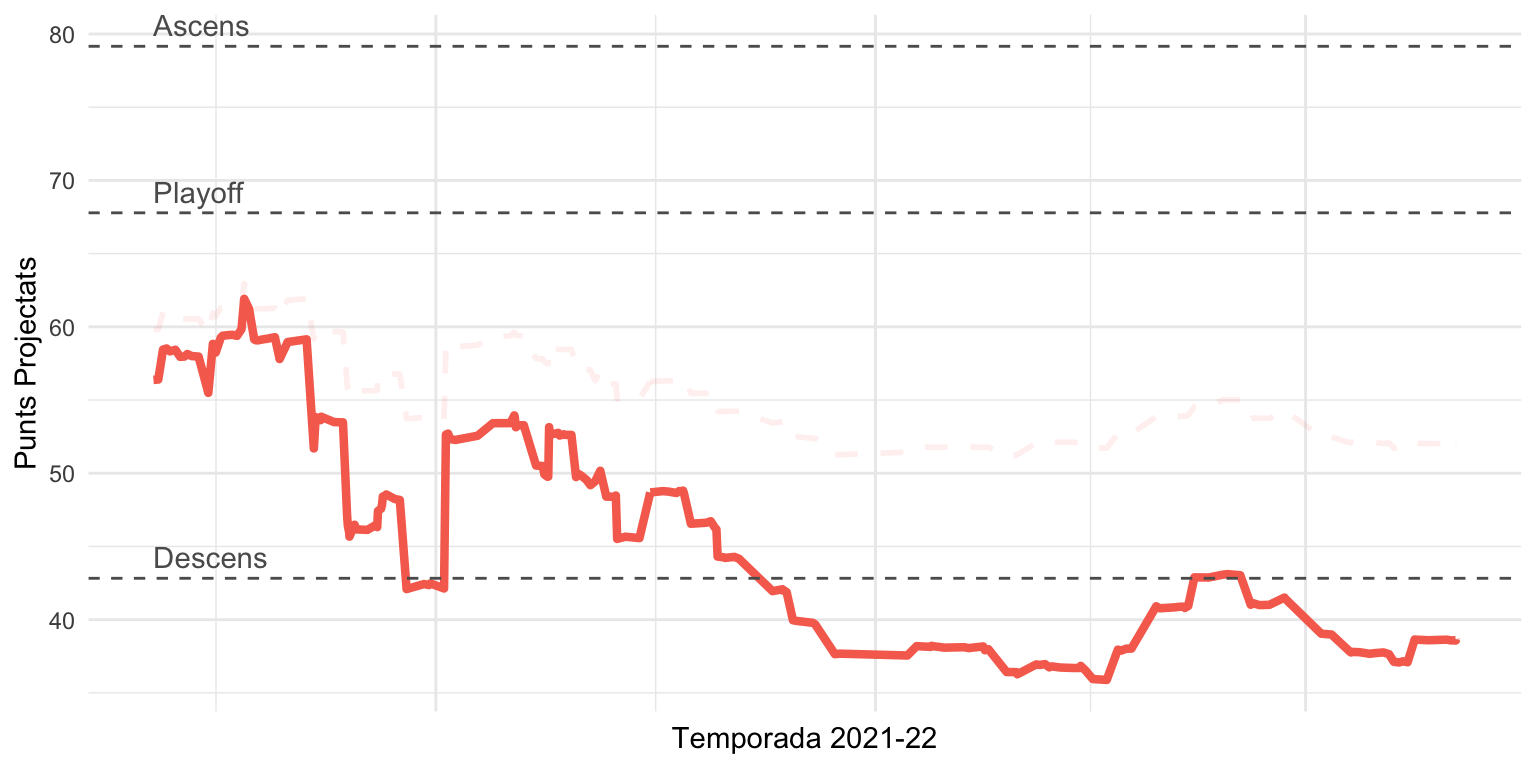 Ascens
80
70
Playoff
60
50
Descens
40
Punts Projectats
Temporada 2021-22